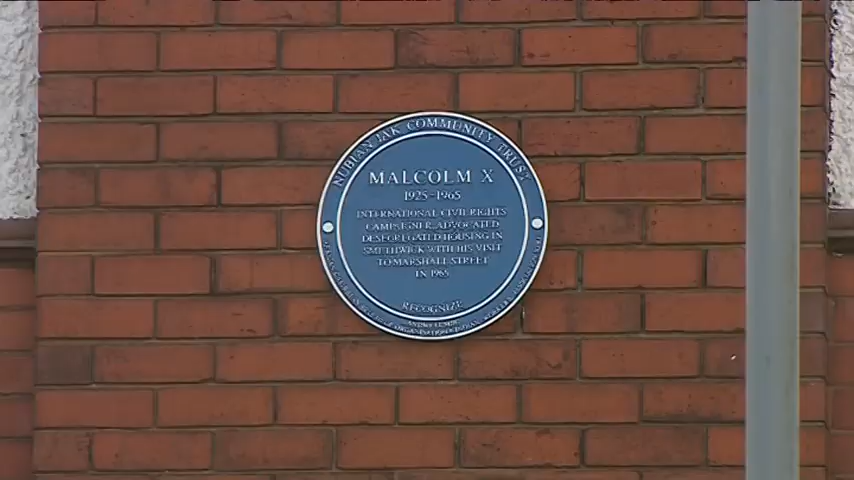 NUBIAN JAK COMMUNITY TRUST
MALCOLM X
1925-1965
INTERNATIONAL CIVIL RIGHTS
CAMPAIGNER, ADVOCATED
DESEGREGATED HOUSING IN
SMETHWICK WITH HIS VISIT
TO MARSHALL STREET
IN 1965
RECOGNIZE